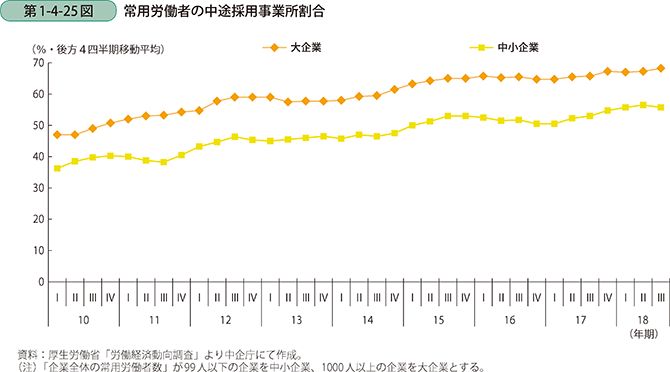 第1-4-25図 常用労働者の中途採用事業所割合
(%・後方4四半期移動平均)
大企業 中小企業
70
60
50
40
30
20
10
0
I II III IV I II III IV I II III IV I II III IV I II III IV I II III IV I II III IV I II III IV I II III
10 11 12 13 14 15 16 17 18
(年期)
資料:厚生労働省「労働経済動向調査」より中企庁にて作成。
(注)「企業全体の常用労働者数」が99人以下の企業を中小企業、1000人以上の企業を大企業とする。